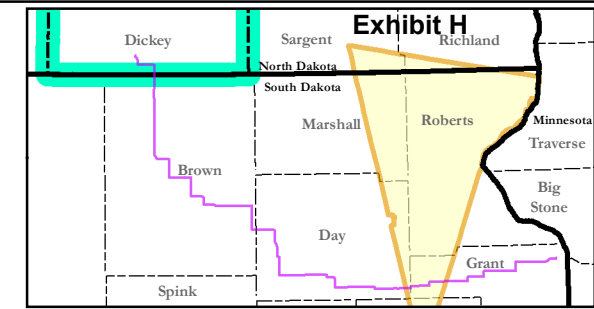 Exhibit H
Dickey
Sargent
Richland
North Dakota
South Dakota
Marshall
Roberts
Minnesota
Traverse
Brown
Big
Stone
Day
Grant
Spink